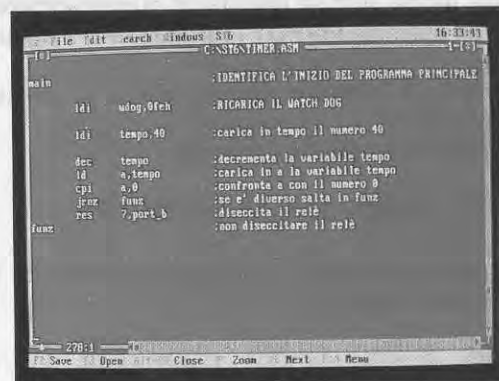 File Edit Search Windows ST6 16:33:41
C:\ST6\TIMER.ASM
;IDENTIFICA L'INIZIO DEL PROGRAMMA PRINCIPALE
main
ldi wdog,0feh ;RICARICA IL WATCH DOG
ldi tempo,40 ;carica in tempo il numero 40
dec tempo ;decrementa la variabile tempo
ld a,tempo ;carica in a la variabile tempo
cpi a,0 ;confronta a con il numero 0
jrnz funz ;se e' diverso salta in funz
res 7,port_b ;diseccita il relè
funz ;non diseccitare il relè
270:1
Save Open Close Zoom Next Menu